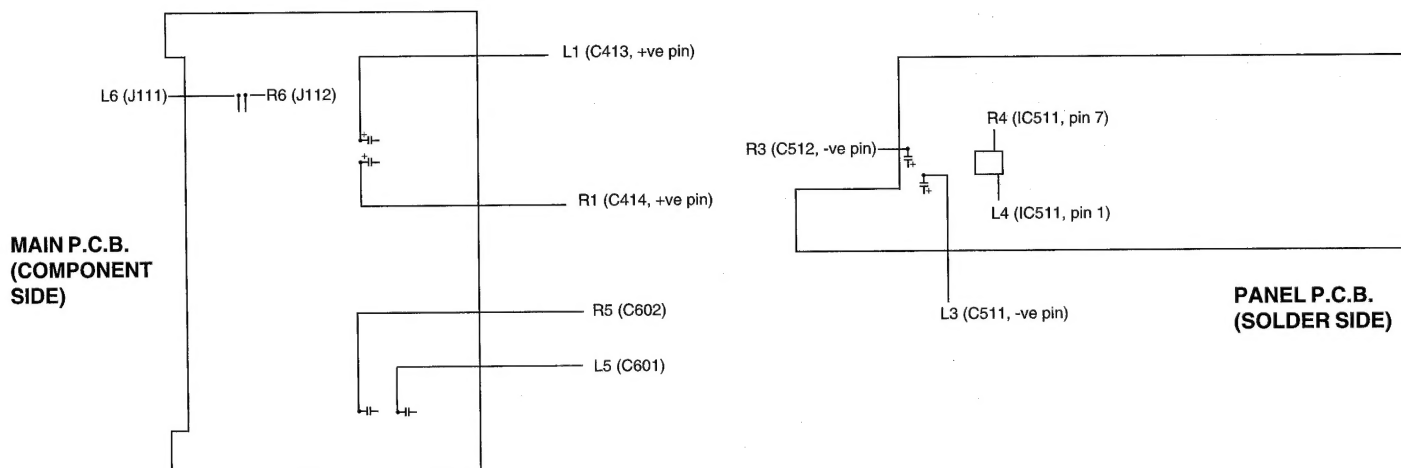 L1 (C413, +ve pin)
L6 (J111)
R6 (J112)
+
+
R1 (C414, +ve pin)
MAIN P.C.B.
(COMPONENT
SIDE)
R5 (C602)
L5 (C601)
R4 (IC511, pin 7)
R3 (C512, -ve pin)
+
+
L4 (IC511, pin 1)
L3 (C511, -ve pin)
PANEL P.C.B.
(SOLDER SIDE)